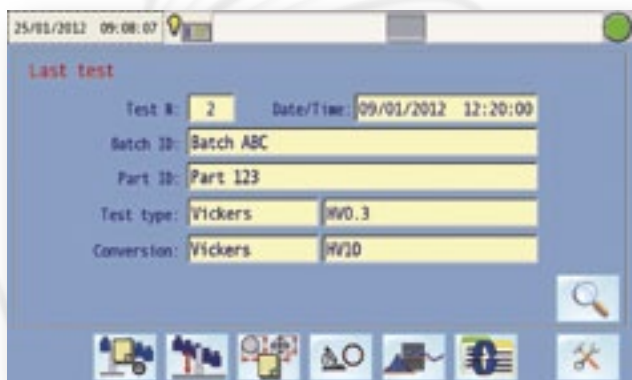 25/01/2012 09:08:07
Last test
Test N: 2 Date/Time: 09/01/2012 12:20:00
Batch ID: Batch ABC
Part ID: Part 123
Test type: Vickers HV0.3
Conversion: Vickers HV10